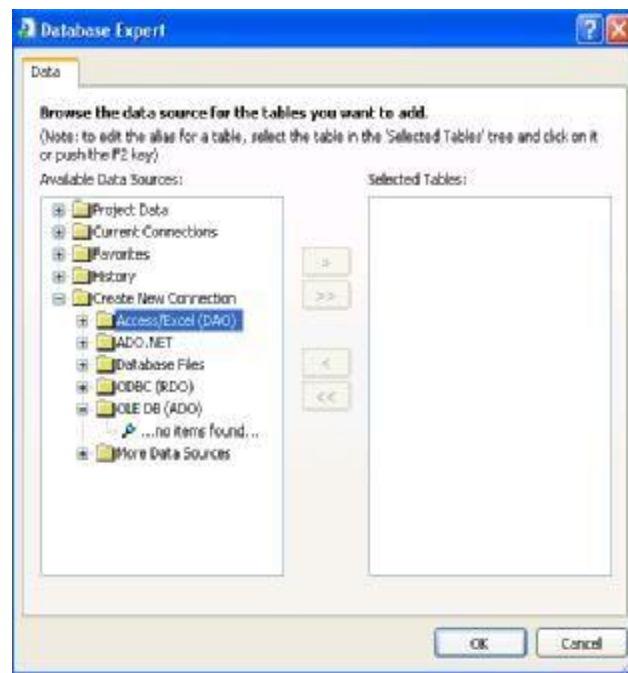 Database Expert
Data
Browse the data source for the tables you want to add.
(Note: to edit the alias for a table, select the table in the 'Selected Tables' tree and click on it
or push the F2 key)
Available Data Sources:
Selected Tables:
Project Data
Current Connections
Favorites
History
Create New Connection
Access/Excel (DAO)
ADO.NET
Database Files
ODBC (RDO)
OLE DB (ADO)
...no items found...
More Data Sources
>
>>
<
<<
OK
Cancel